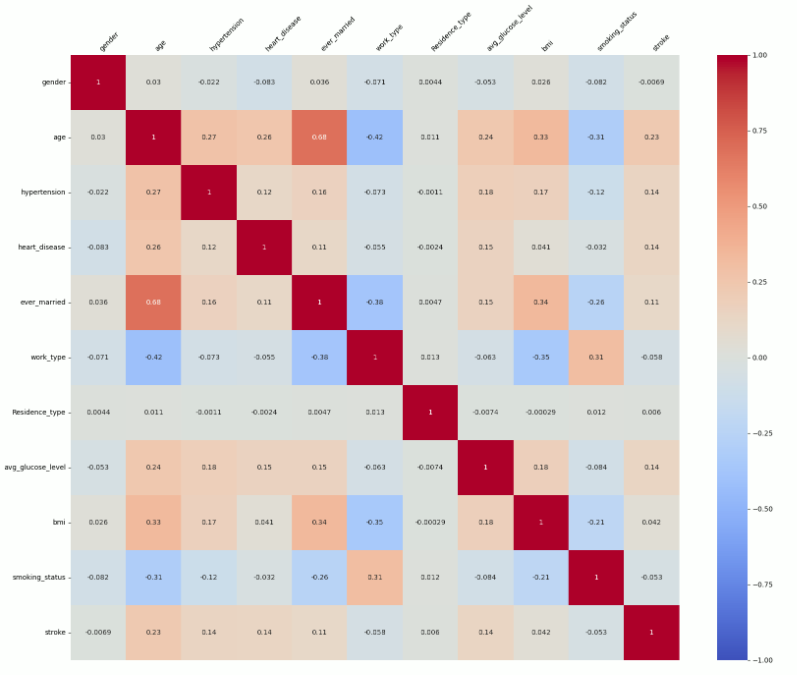 gender age hypertension heart_disease ever_married work_type Residence_type avg_glucose_level bmi smoking_status stroke
gender 1 0.03 -0.022 -0.083 0.036 -0.071 0.0044 -0.053 0.026 -0.082 -0.0069
age 0.03 1 0.27 0.26 0.68 -0.42 0.011 0.24 0.33 -0.31 0.23
hypertension -0.022 0.27 1 0.12 0.16 -0.073 -0.0011 0.18 0.17 -0.12 0.14
heart_disease -0.083 0.26 0.12 1 0.11 -0.055 -0.0024 0.15 0.041 -0.032 0.14
ever_married 0.036 0.68 0.16 0.11 1 -0.38 0.0047 0.15 0.34 -0.26 0.11
work_type -0.071 -0.42 -0.073 -0.055 -0.38 1 0.013 -0.063 -0.35 0.31 -0.058
Residence_type 0.0044 0.011 -0.0011 -0.0024 0.0047 0.013 1 -0.0074 -0.00029 0.012 0.006
avg_glucose_level -0.053 0.24 0.18 0.15 0.15 -0.063 -0.0074 1 0.18 -0.084 0.14
bmi 0.026 0.33 0.17 0.041 0.34 -0.35 -0.00029 0.18 1 -0.21 0.042
smoking_status -0.082 -0.31 -0.12 -0.032 -0.26 0.31 0.012 -0.084 -0.21 1 -0.053
stroke -0.0069 0.23 0.14 0.14 0.11 -0.058 0.006 0.14 0.042 -0.053 1
1.00
0.75
0.50
0.25
0.00
−0.25
−0.50
−0.75
−1.00